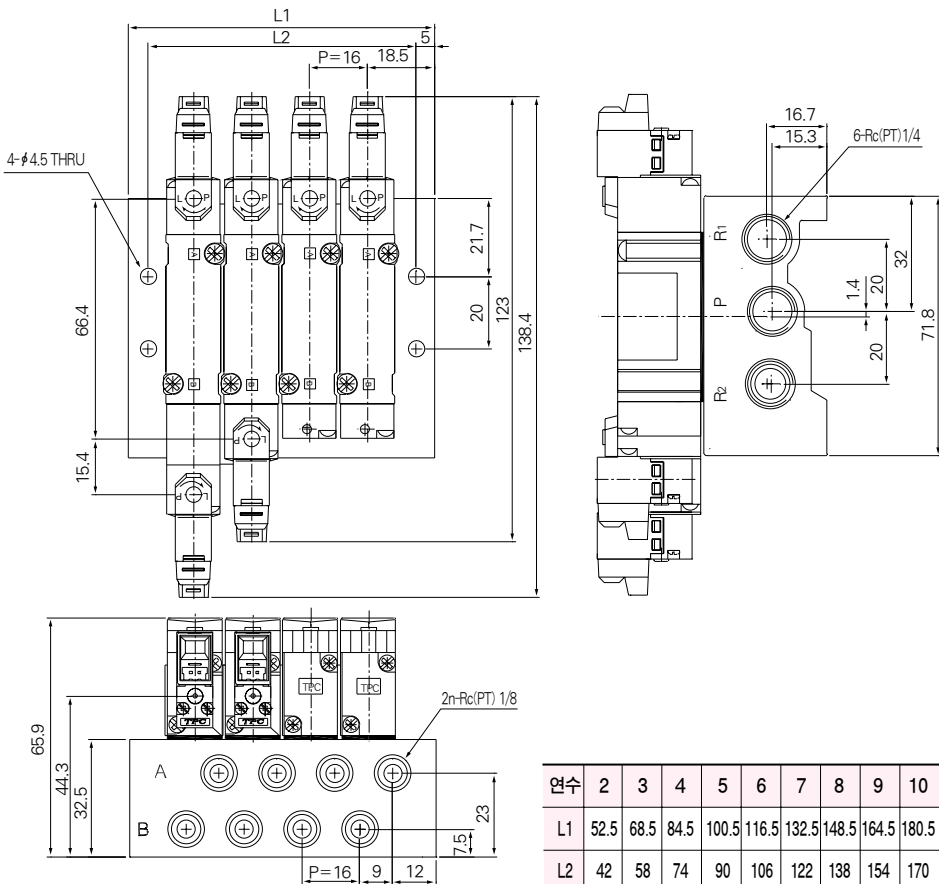 L1
L2
5
P=16
18.5
4-ϕ4.5 THRU
16.7
15.3
6-Rc(PT)1/4
L P
L P
L P
L P
A
A
A
A
21.7
66.4
20
123
138.4
B
B
B
B
15.4
L P
L P
R1
P
R2
1.4
20
32
20
71.8
65.9
44.3
32.5
TPC
TPC
TPC
TPC
2n-Rc(PT) 1/8
A
B
7.5
23
P=16
9
12
연수 2 3 4 5 6 7 8 9 10
L1 52.5 68.5 84.5 100.5 116.5 132.5 148.5 164.5 180.5
L2 42 58 74 90 106 122 138 154 170